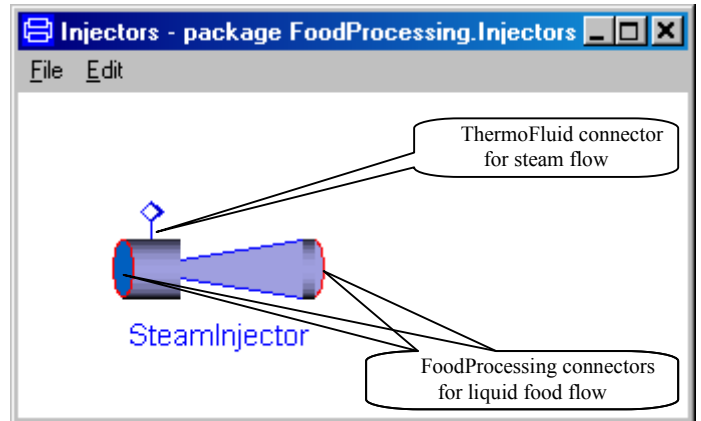 Injectors - package FoodProcessing.Injectors
File Edit
ThermoFluid connector
for steam flow
SteamInjector
FoodProcessing connectors
for liquid food flow